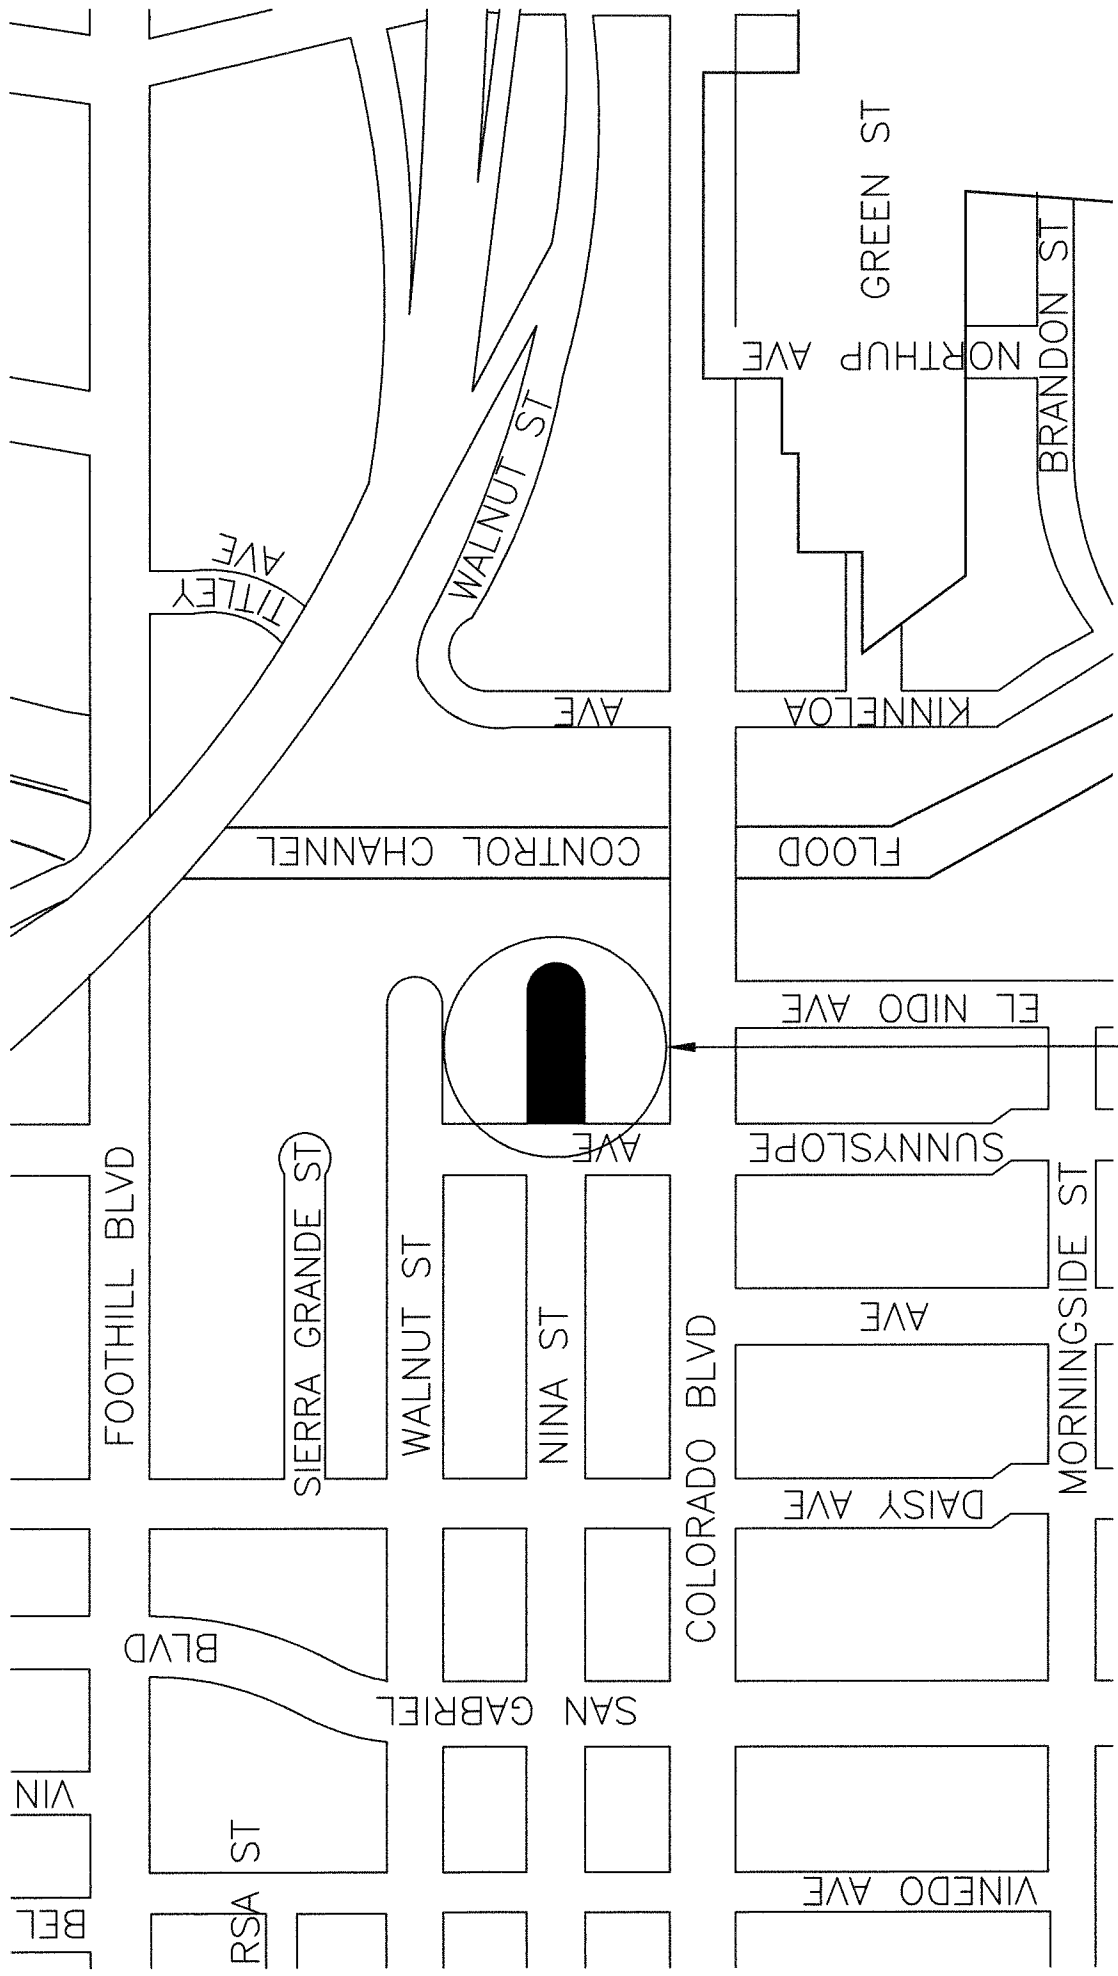 GREEN ST
NORTHUP AVE
BRANDON ST
WALNUT ST
TITLEY
AVE
KINNELOA
AVE
FLOOD
CONTROL CHANNEL
EL NIDO AVE
SUNNYSLOPE
AVE
FOOTHILL BLVD
SIERRA GRANDE ST
WALNUT ST
NINA ST
COLORADO BLVD
AVE
MORNINGSIDE ST
DAISY AVE
BLVD
SAN GABRIEL
VIN
RSA ST
VINEDO AVE
BEL